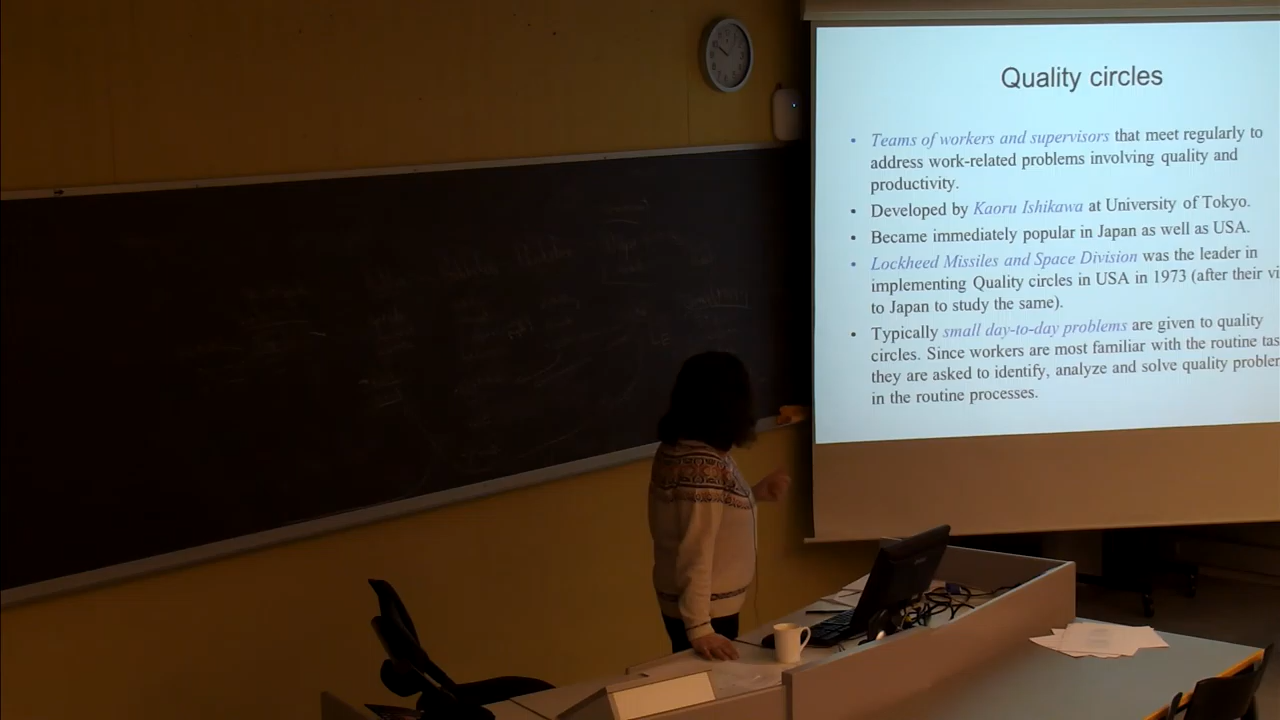 Quality circles
• Teams of workers and supervisors that meet regularly to
address work-related problems involving quality and
productivity.
• Developed by Kaoru Ishikawa at University of Tokyo.
• Became immediately popular in Japan as well as USA.
• Lockheed Missiles and Space Division was the leader in
implementing Quality circles in USA in 1973 (after their vi
to Japan to study the same).
• Typically small day-to-day problems are given to quality
circles. Since workers are most familiar with the routine tas
they are asked to identify, analyze and solve quality problem
in the routine processes.